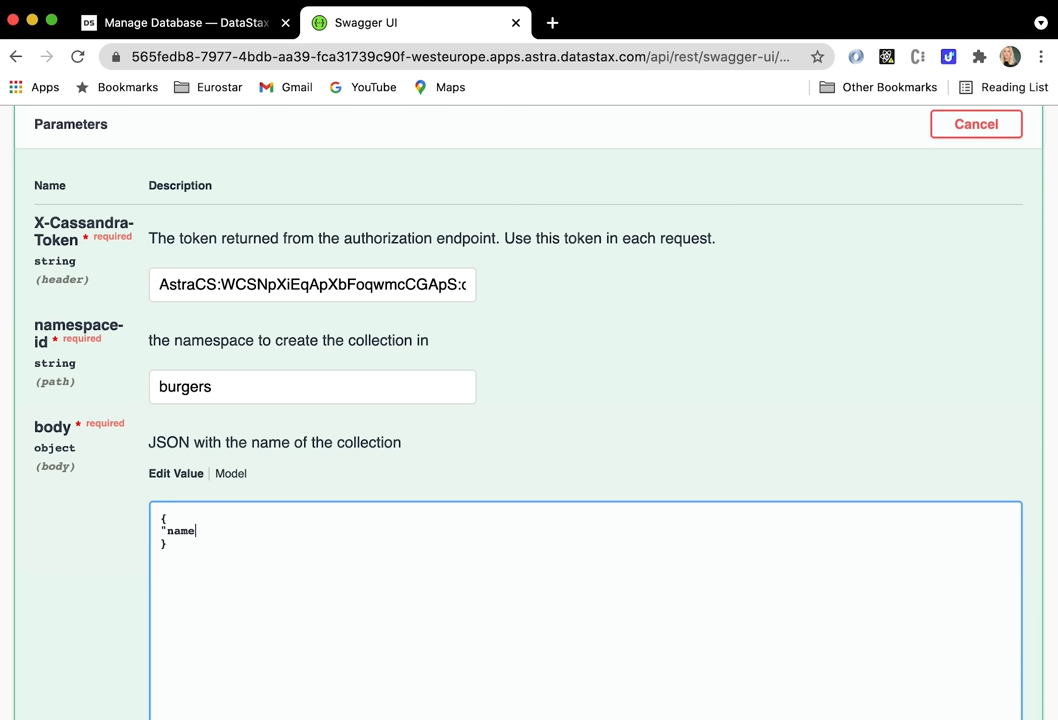 DS Manage Database — DataStax
Swagger UI
565fedb8-7977-4bdb-aa39-fca31739c90f-westeurope.apps.astra.datastax.com/api/rest/swagger-ui/...
Apps
Bookmarks
Eurostar
Gmail
YouTube
Maps
Other Bookmarks
Reading List
Parameters
Cancel
Name
Description
X-Cassandra-
Token * required
string
(header)
The token returned from the authorization endpoint. Use this token in each request.
AstraCS:WCSNpXiEqApXbFoqwmcCGApS:
namespace-
id * required
string
(path)
the namespace to create the collection in
burgers
body * required
object
(body)
JSON with the name of the collection
Edit Value
Model
{
"name
}